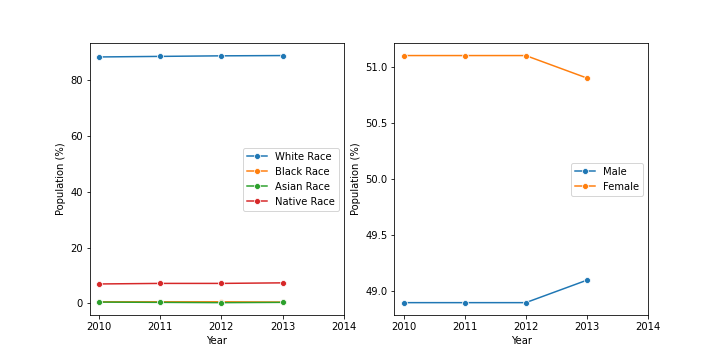 Population (%)
80
60
40
20
0
2010 2011 2012 2013 2014
Year
White Race
Black Race
Asian Race
Native Race
Population (%)
51.0
50.5
50.0
49.5
49.0
2010 2011 2012 2013 2014
Year
Male
Female